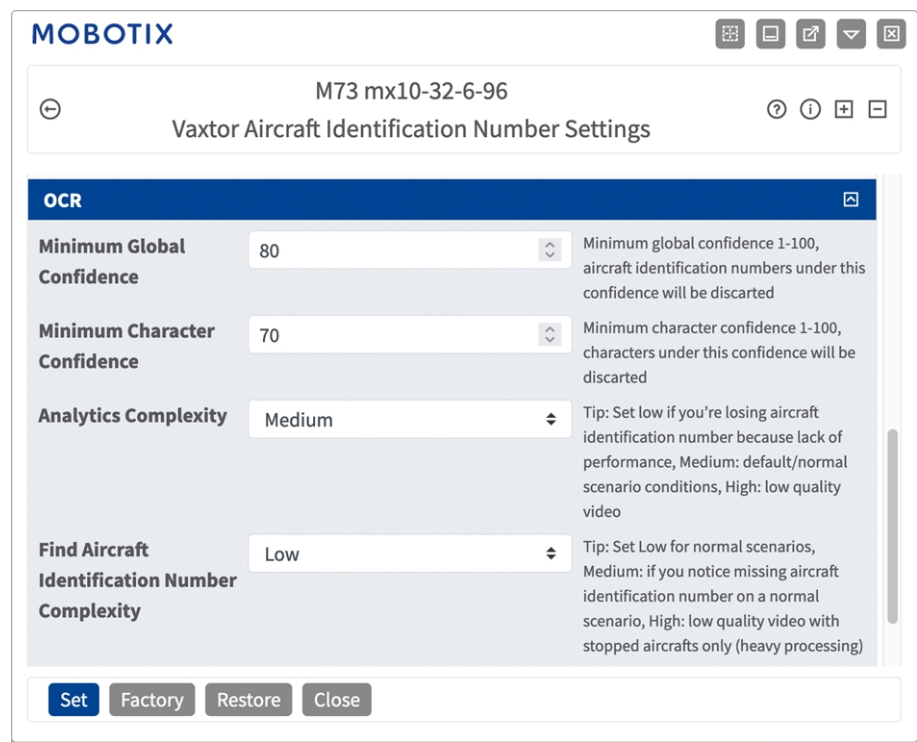 MOBOTIX
M73 mx10-32-6-96
Vaxtor Aircraft Identification Number Settings
OCR
Minimum Global
Confidence
80
Minimum global confidence 1-100,
aircraft identification numbers under this
confidence will be discarted
Minimum Character
Confidence
70
Minimum character confidence 1-100,
characters under this confidence will be
discarted
Analytics Complexity
Medium
Tip: Set low if you're losing aircraft
identification number because lack of
performance, Medium: default/normal
scenario conditions, High: low quality
video
Find Aircraft
Identification Number
Complexity
Low
Tip: Set Low for normal scenarios,
Medium: if you notice missing aircraft
identification number on a normal
scenario, High: low quality video with
stopped aircrafts only (heavy processing)
Set Factory Restore Close